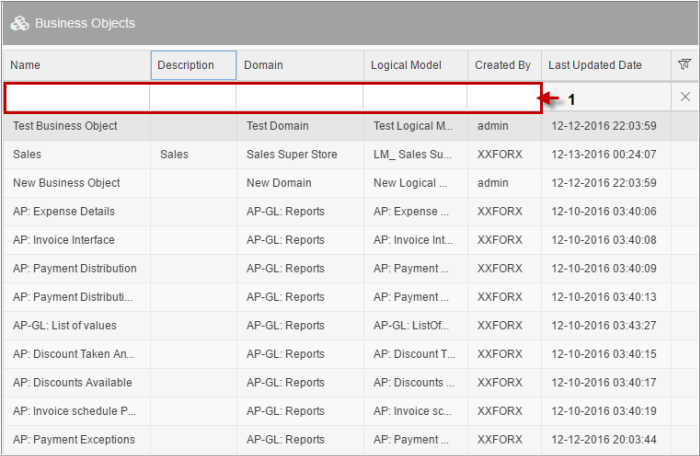 Business Objects
Name Description Domain Logical Model Created By Last Updated Date
1
Test Business Object Test Domain Test Logical M... admin 12-12-2016 22:03:59
Sales Sales Sales Super Store LM_ Sales Su... XXFORX 12-13-2016 00:24:07
New Business Object New Domain New Logical ... admin 12-12-2016 22:03:59
AP: Expense Details AP-GL: Reports AP: Expense ... XXFORX 12-10-2016 03:40:06
AP: Invoice Interface AP-GL: Reports AP: Invoice Int... XXFORX 12-10-2016 03:40:08
AP: Payment Distribution AP-GL: Reports AP: Payment ... XXFORX 12-10-2016 03:40:09
AP: Payment Distributi... AP-GL: Reports AP: Payment ... XXFORX 12-10-2016 03:40:13
AP-GL: List of values AP-GL: Reports AP-GL: ListOf... XXFORX 12-10-2016 03:43:27
AP: Discount Taken An... AP-GL: Reports AP: Discount T... XXFORX 12-10-2016 03:40:15
AP: Discounts Available AP-GL: Reports AP: Discounts ... XXFORX 12-10-2016 03:40:17
AP: Invoice schedule P... AP-GL: Reports AP: Invoice sc... XXFORX 12-10-2016 03:40:19
AP: Payment Exceptions AP-GL: Reports AP: Payment ... XXFORX 12-12-2016 20:03:44